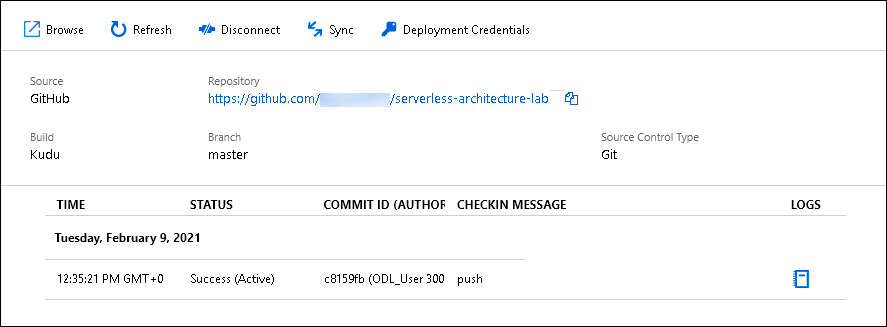 Browse Refresh Disconnect Sync Deployment Credentials
Source Repository
GitHub https://github.com/ /serverless-architecture-lab
Build Branch Source Control Type
Kudu master Git
TIME STATUS COMMIT ID (AUTHOR CHECKIN MESSAGE LOGS
Tuesday, February 9, 2021
12:35:21 PM GMT+0 Success (Active) c8159fb (ODL_User 300 push